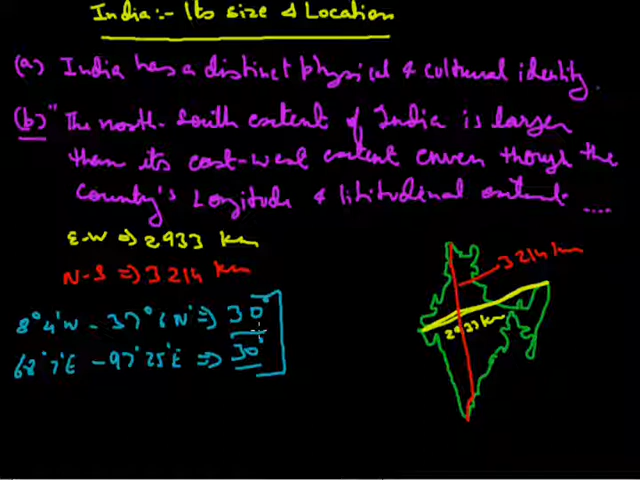 India:- Its size & Location
(a) India has a distinct physical & cultural identity.
(b) "The north-south extent of India is larger
than its east-west extent enven though the
country's Longitude & lititudinal extent ....
E-W => 2933 km
N-S => 3214 km
8°4'W - 37°6'N => 30°
68°7'E - 97°25'E => 30°
3214 km
2933 km